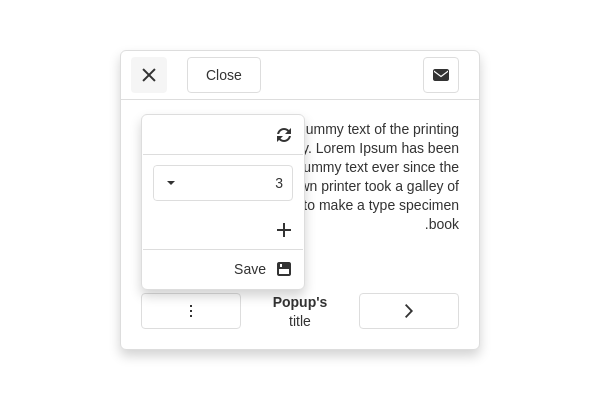 Close
ummy text of the printing
y. Lorem Ipsum has been
ummy text ever since the
wn printer took a galley of
to make a type specimen
.book
3
Save
Popup's
title